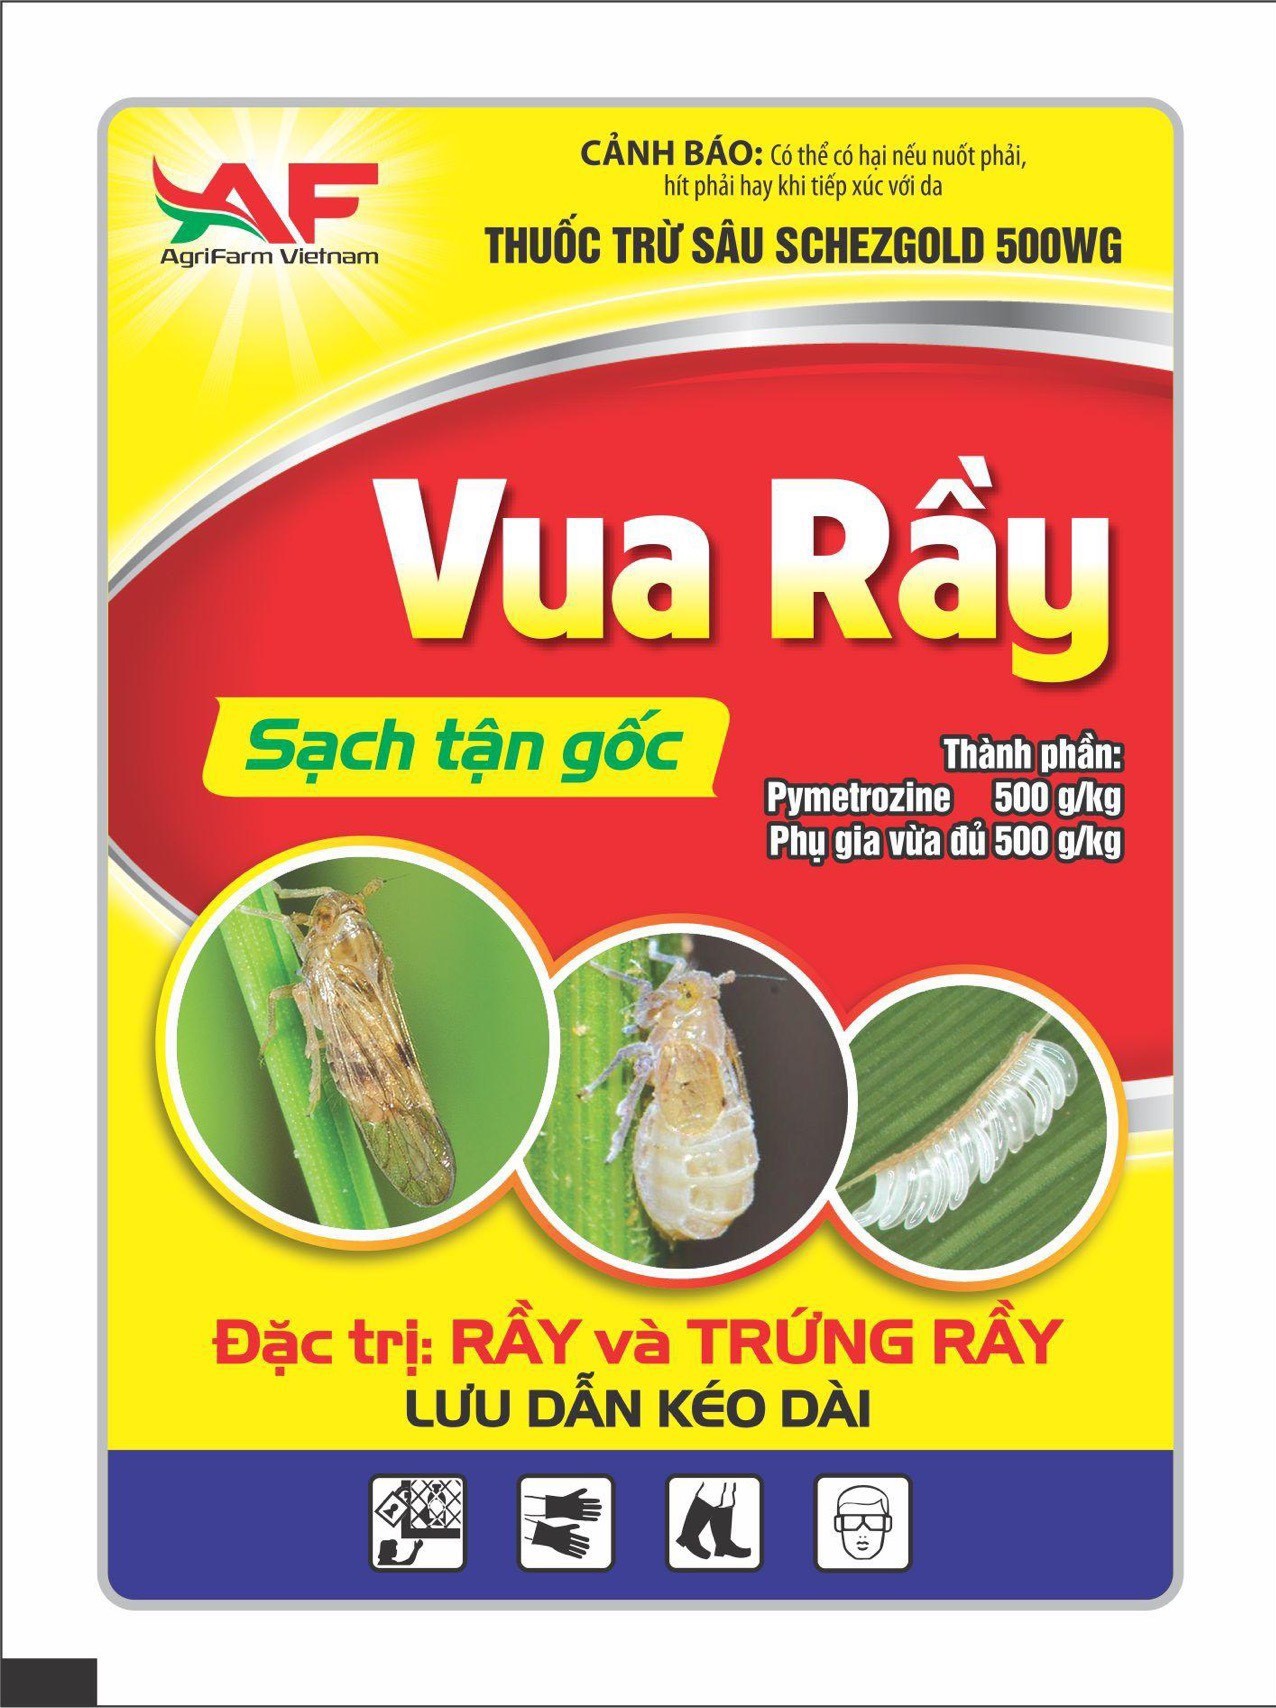 AF
AgriFarm Vietnam
CẢNH BÁO: Có thể có hại nếu nuốt phải,
hít phải hay khi tiếp xúc với da
THUỐC TRỪ SÂU SCHEZGOLD 500WG
Vua Rầy
Sạch tận gốc
Thành phần:
Pymetrozine 500 g/kg
Phụ gia vừa đủ 500 g/kg
Đặc trị: RẦY và TRỨNG RẦY
LƯU DẪN KÉO DÀI